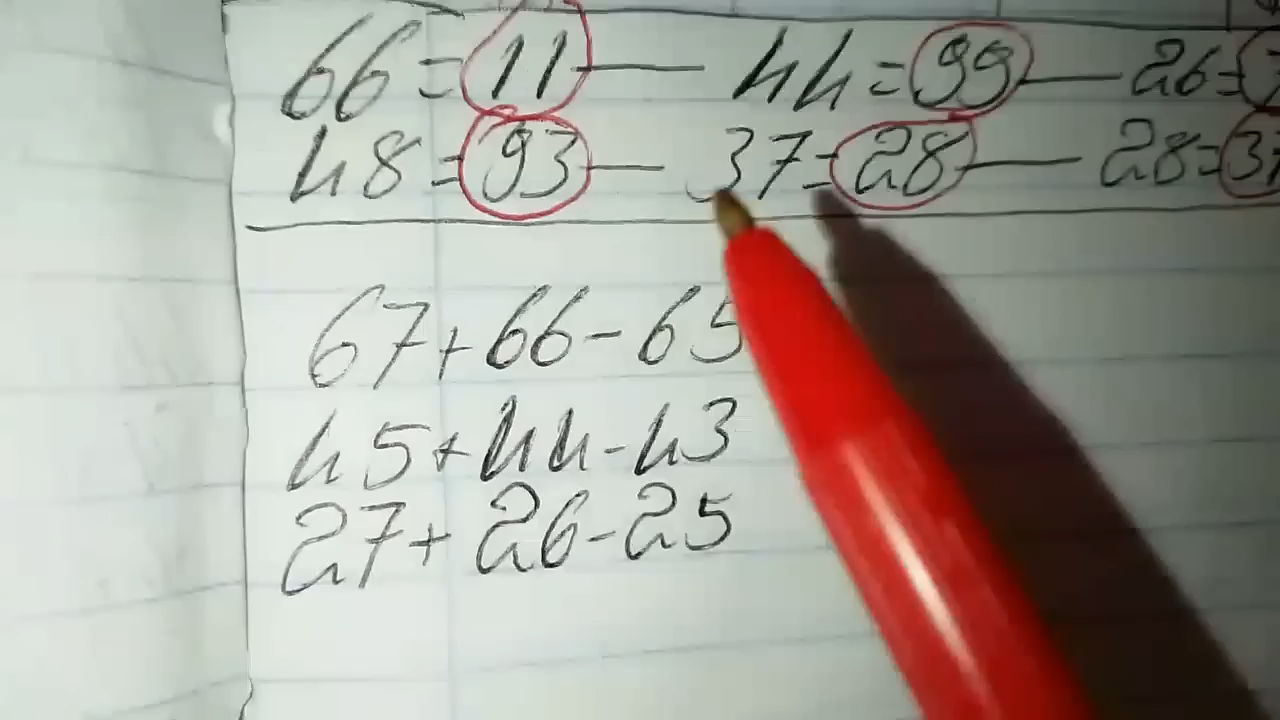 66=11— 44=99— 26=
48=93— 37=28— 28=37
67+66-65
45+44-43
27+26-25